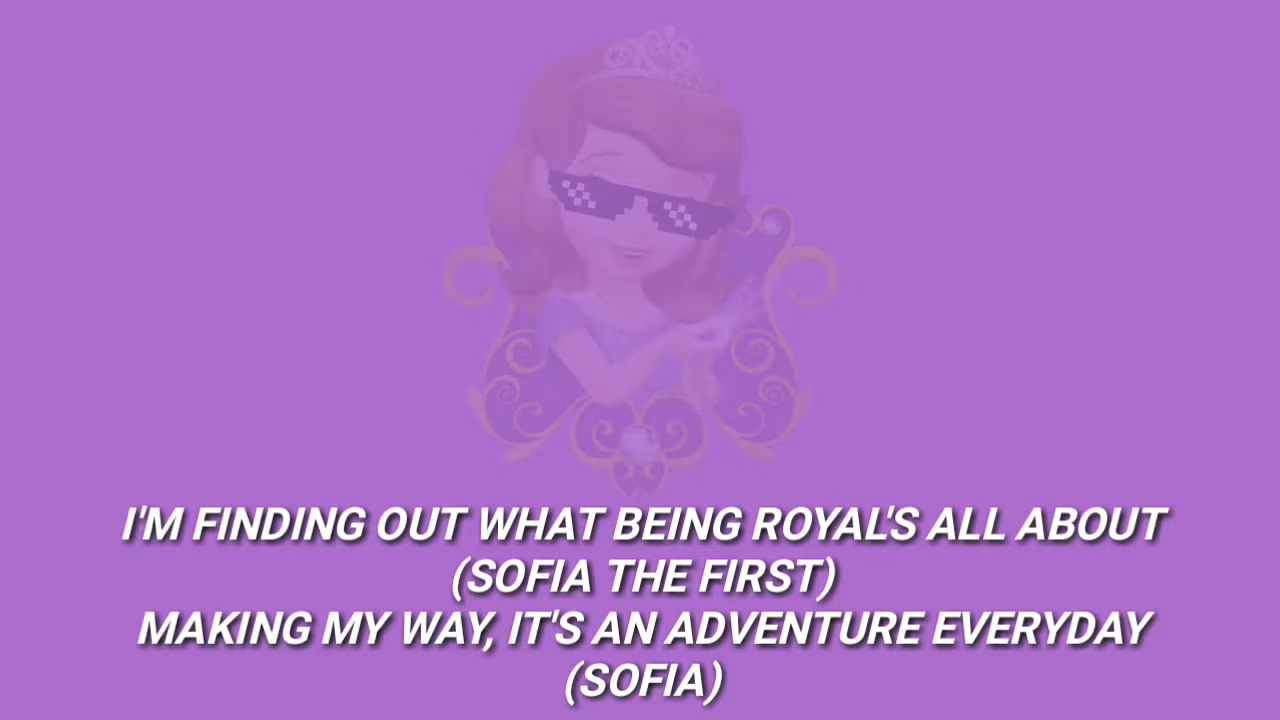 I'M FINDING OUT WHAT BEING ROYAL'S ALL ABOUT
(SOFIA THE FIRST)
MAKING MY WAY, IT'S AN ADVENTURE EVERYDAY
(SOFIA)